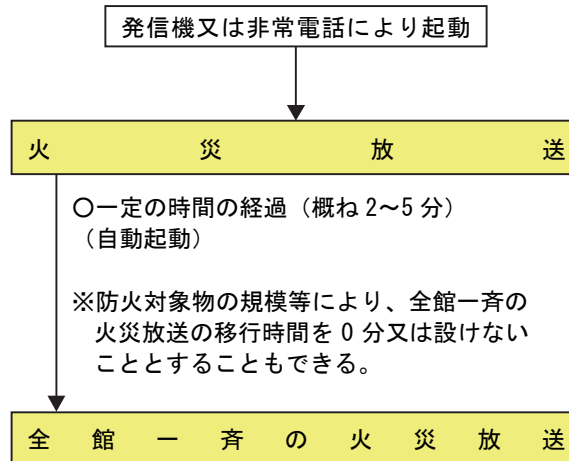 発信機又は非常電話により起動
火災放送
〇一定の時間の経過（概ね 2～5 分）
（自動起動）
※防火対象物の規模等により、全館一斉の
火災放送の移行時間を 0 分又は設けない
こととすることもできる。
全館一斉の火災放送